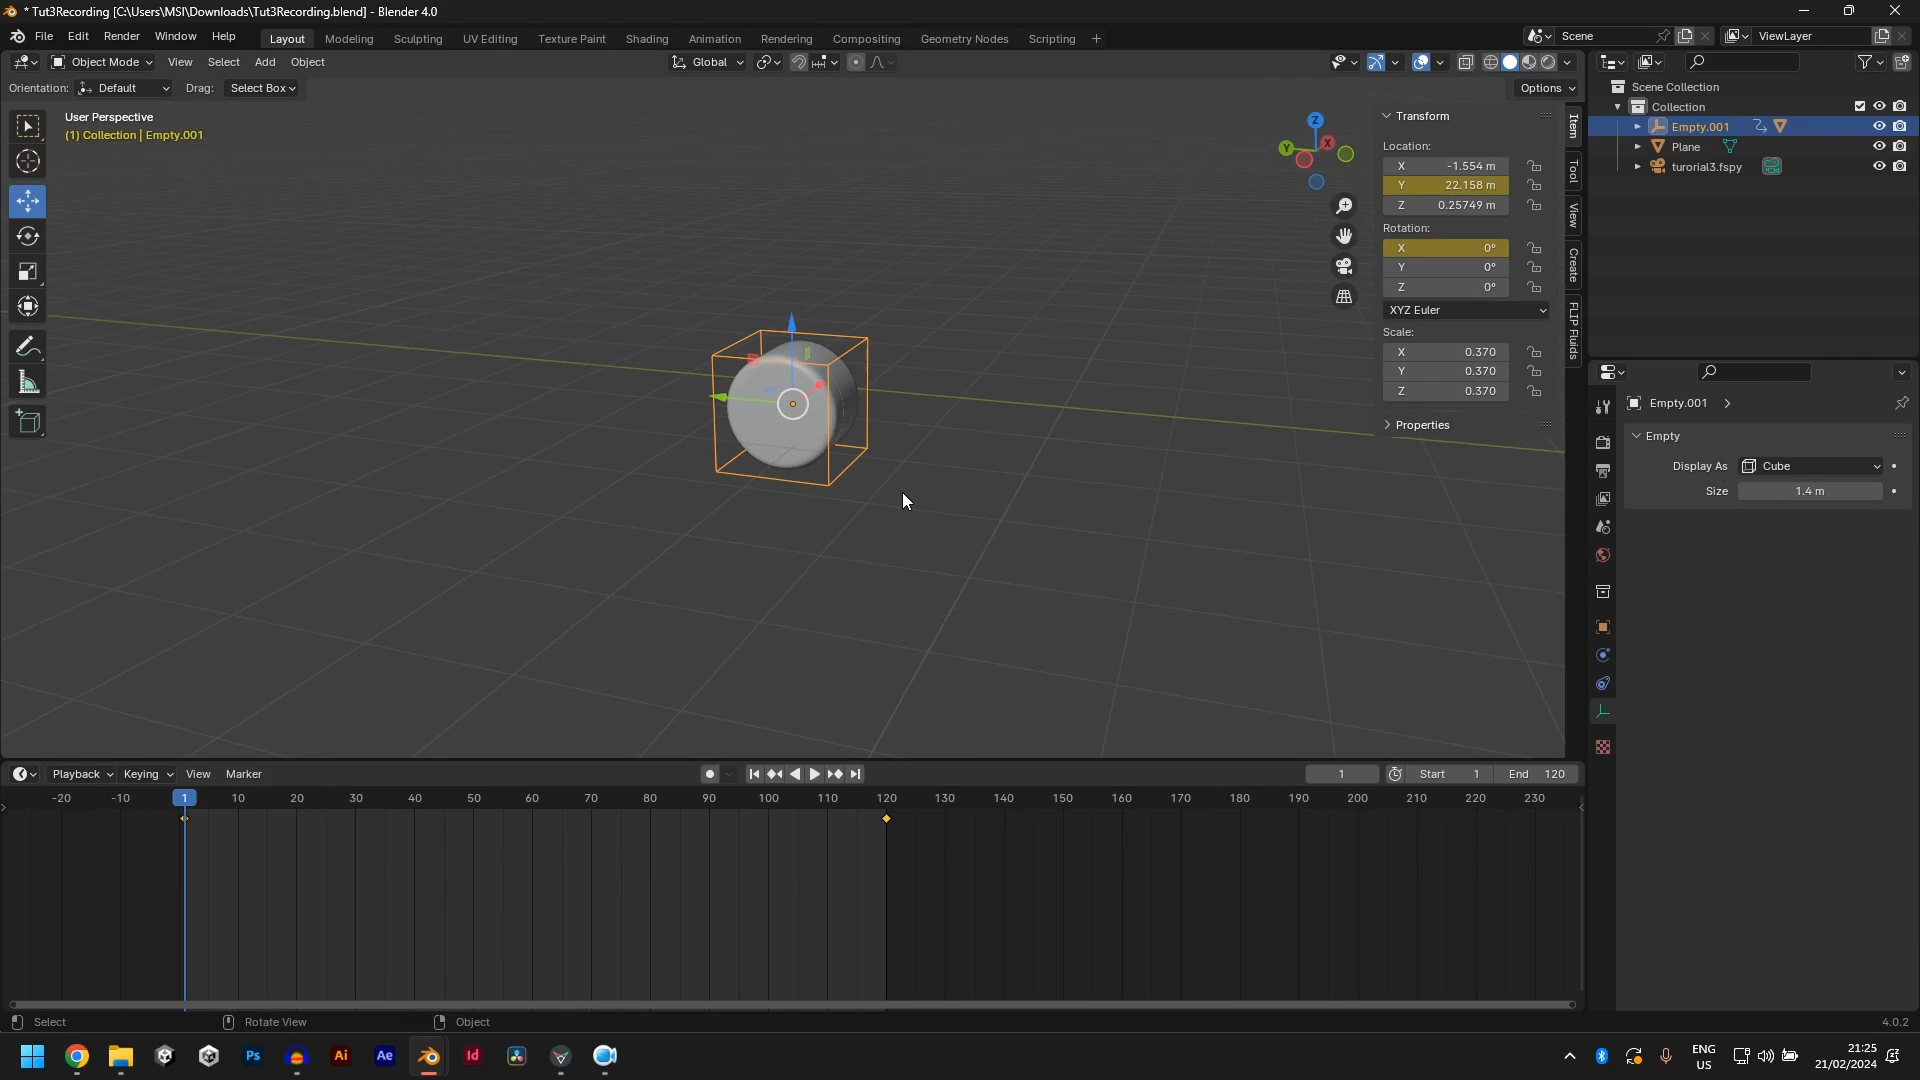 * Tut3Recording [C:\Users\MSI\Downloads\Tut3Recording.blend] - Blender 4.0
File Edit Render Window Help Layout Modeling Sculpting UV Editing Texture Paint Shading Animation Rendering Compositing Geometry Nodes Scripting + Scene ViewLayer
Object Mode View Select Add Object Global
Orientation: Default Drag: Select Box Options
User Perspective
(1) Collection | Empty.001
Z
Y
X
Transform
Location:
X -1.554 m
Y 22.158 m
Z 0.25749 m
Rotation:
X 0°
Y 0°
Z 0°
XYZ Euler
Scale:
X 0.370
Y 0.370
Z 0.370
Properties
Item
Tool
View
Create
FLIP Fluids
Scene Collection
Collection
Empty.001
Plane
turorial3.fspy
Empty.001
Empty
Display As Cube
Size 1.4 m
Playback Keying View Marker 1 Start 1 End 120
-20 -10 1 10 20 30 40 50 60 70 80 90 100 110 120 130 140 150 160 170 180 190 200 210 220 230
Select Rotate View Object 4.0.2
Ps Ai Ae Id
ENG
US
21:25
21/02/2024